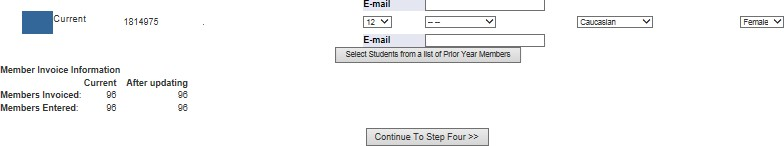 E-mail
Current 1814975 . 12 -- Caucasian Female
E-mail
Select Students from a list of Prior Year Members
Member Invoice Information
Current After updating
Members Invoiced: 96 96
Members Entered: 96 96
Continue To Step Four >>